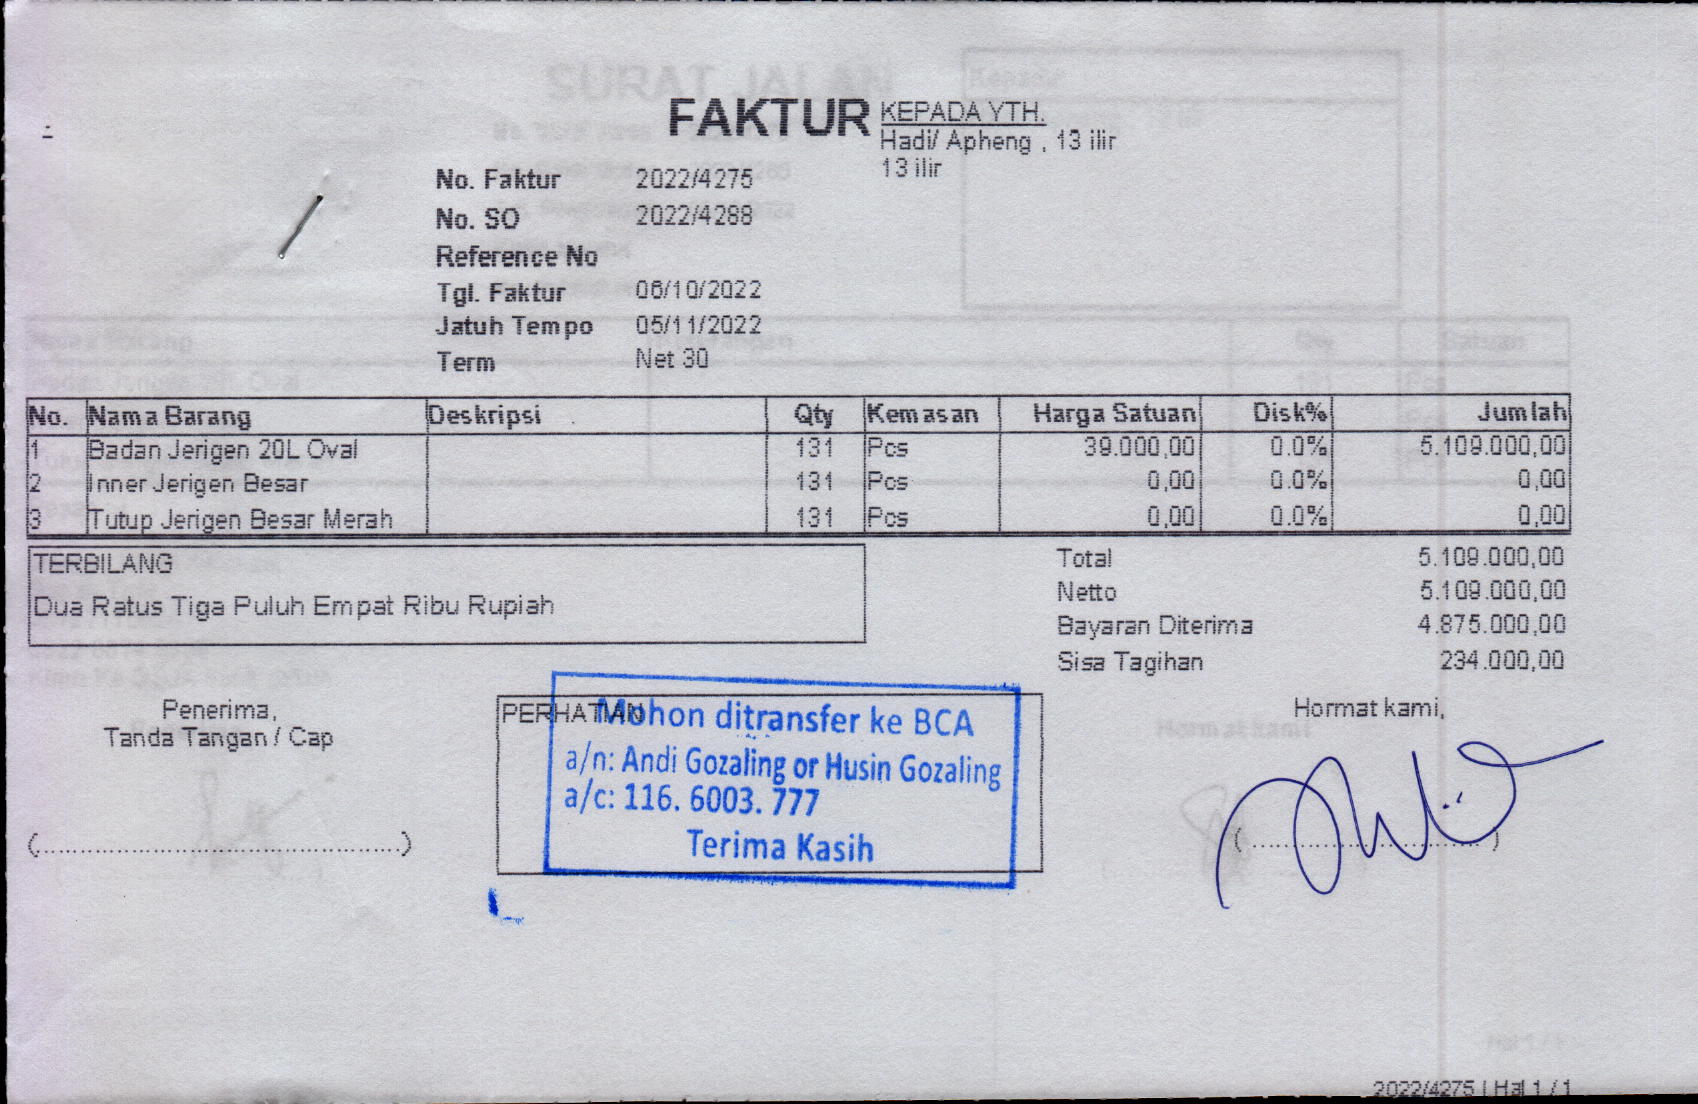 FAKTUR
KEPADA YTH.
Hadi/ Apheng , 13 ilir
13 ilir
No. Faktur 2022/4275
No. SO 2022/4288
Reference No
Tgl. Faktur 06/10/2022
Jatuh Tempo 05/11/2022
Term Net 30
No. Nama Barang Deskripsi Qty Kemasan Harga Satuan Disk% Jumlah
1 Badan Jerigen 20L Oval 131 Pcs 39.000,00 0.0% 5.109.000,00
2 Inner Jerigen Besar 131 Pcs 0,00 0.0% 0,00
3 Tutup Jerigen Besar Merah 131 Pcs 0,00 0.0% 0,00
TERBILANG
Dua Ratus Tiga Puluh Empat Ribu Rupiah
Total 5.109.000,00
Netto 5.109.000,00
Bayaran Diterima 4.875.000,00
Sisa Tagihan 234.000,00
Penerima,
Tanda Tangan / Cap
(....................................................)
PERHATIAN
Mohon ditransfer ke BCA
a/n: Andi Gozaling or Husin Gozaling
a/c: 116. 6003. 777
Terima Kasih
Hormat kami,
(....................................)
2022/4275 | Hal 1 / 1